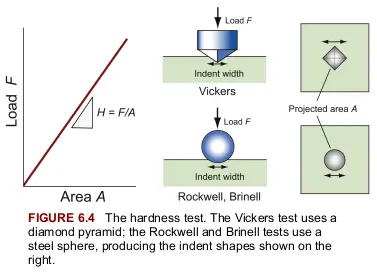 Load F
Area A
H = F/A
Load F
Indent width
Vickers
Load F
Indent width
Rockwell, Brinell
Projected area A
FIGURE 6.4 The hardness test. The Vickers test uses a
diamond pyramid; the Rockwell and Brinell tests use a
steel sphere, producing the indent shapes shown on the
right.